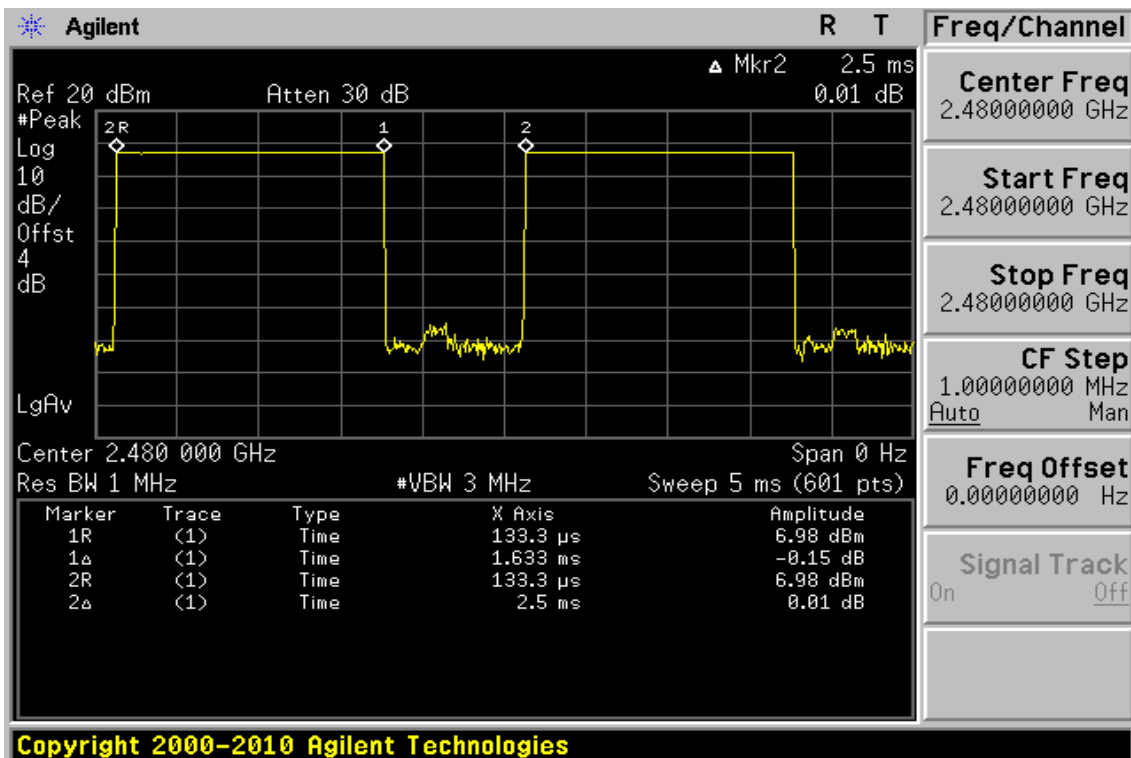 Agilent R T
Freq/Channel
▵ Mkr2 2.5 ms
Ref 20 dBm Atten 30 dB 0.01 dB
#Peak
Log
10
dB/
Offst
4
dB
LgAv
2R 1 2
Center 2.480 000 GHz Span 0 Hz
Res BW 1 MHz #VBW 3 MHz Sweep 5 ms (601 pts)
Marker Trace Type X Axis Amplitude
1R (1) Time 133.3 µs 6.98 dBm
1▵ (1) Time 1.633 ms -0.15 dB
2R (1) Time 133.3 µs 6.98 dBm
2▵ (1) Time 2.5 ms 0.01 dB
Center Freq
2.48000000 GHz
Start Freq
2.48000000 GHz
Stop Freq
2.48000000 GHz
CF Step
1.00000000 MHz
Auto Man
Freq Offset
0.00000000 Hz
Signal Track
On Off
Copyright 2000-2010 Agilent Technologies